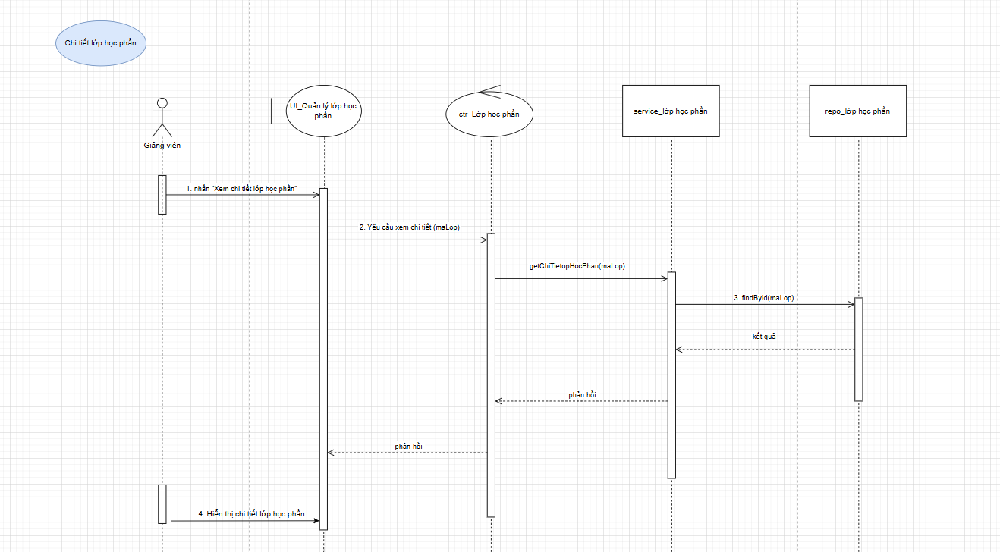 Chi tiết lớp học phần
UI_Quản lý lớp học
phần
ctr_Lớp học phần
service_lớp học phần
repo_lớp học phần
Giảng viên
1. nhấn "Xem chi tiết lớp học phần"
2. Yêu cầu xem chi tiết (maLop)
getChiTietopHocPhan(maLop)
3. findById(maLop)
kết quả
phản hồi
phản hồi
4. Hiển thị chi tiết lớp học phần